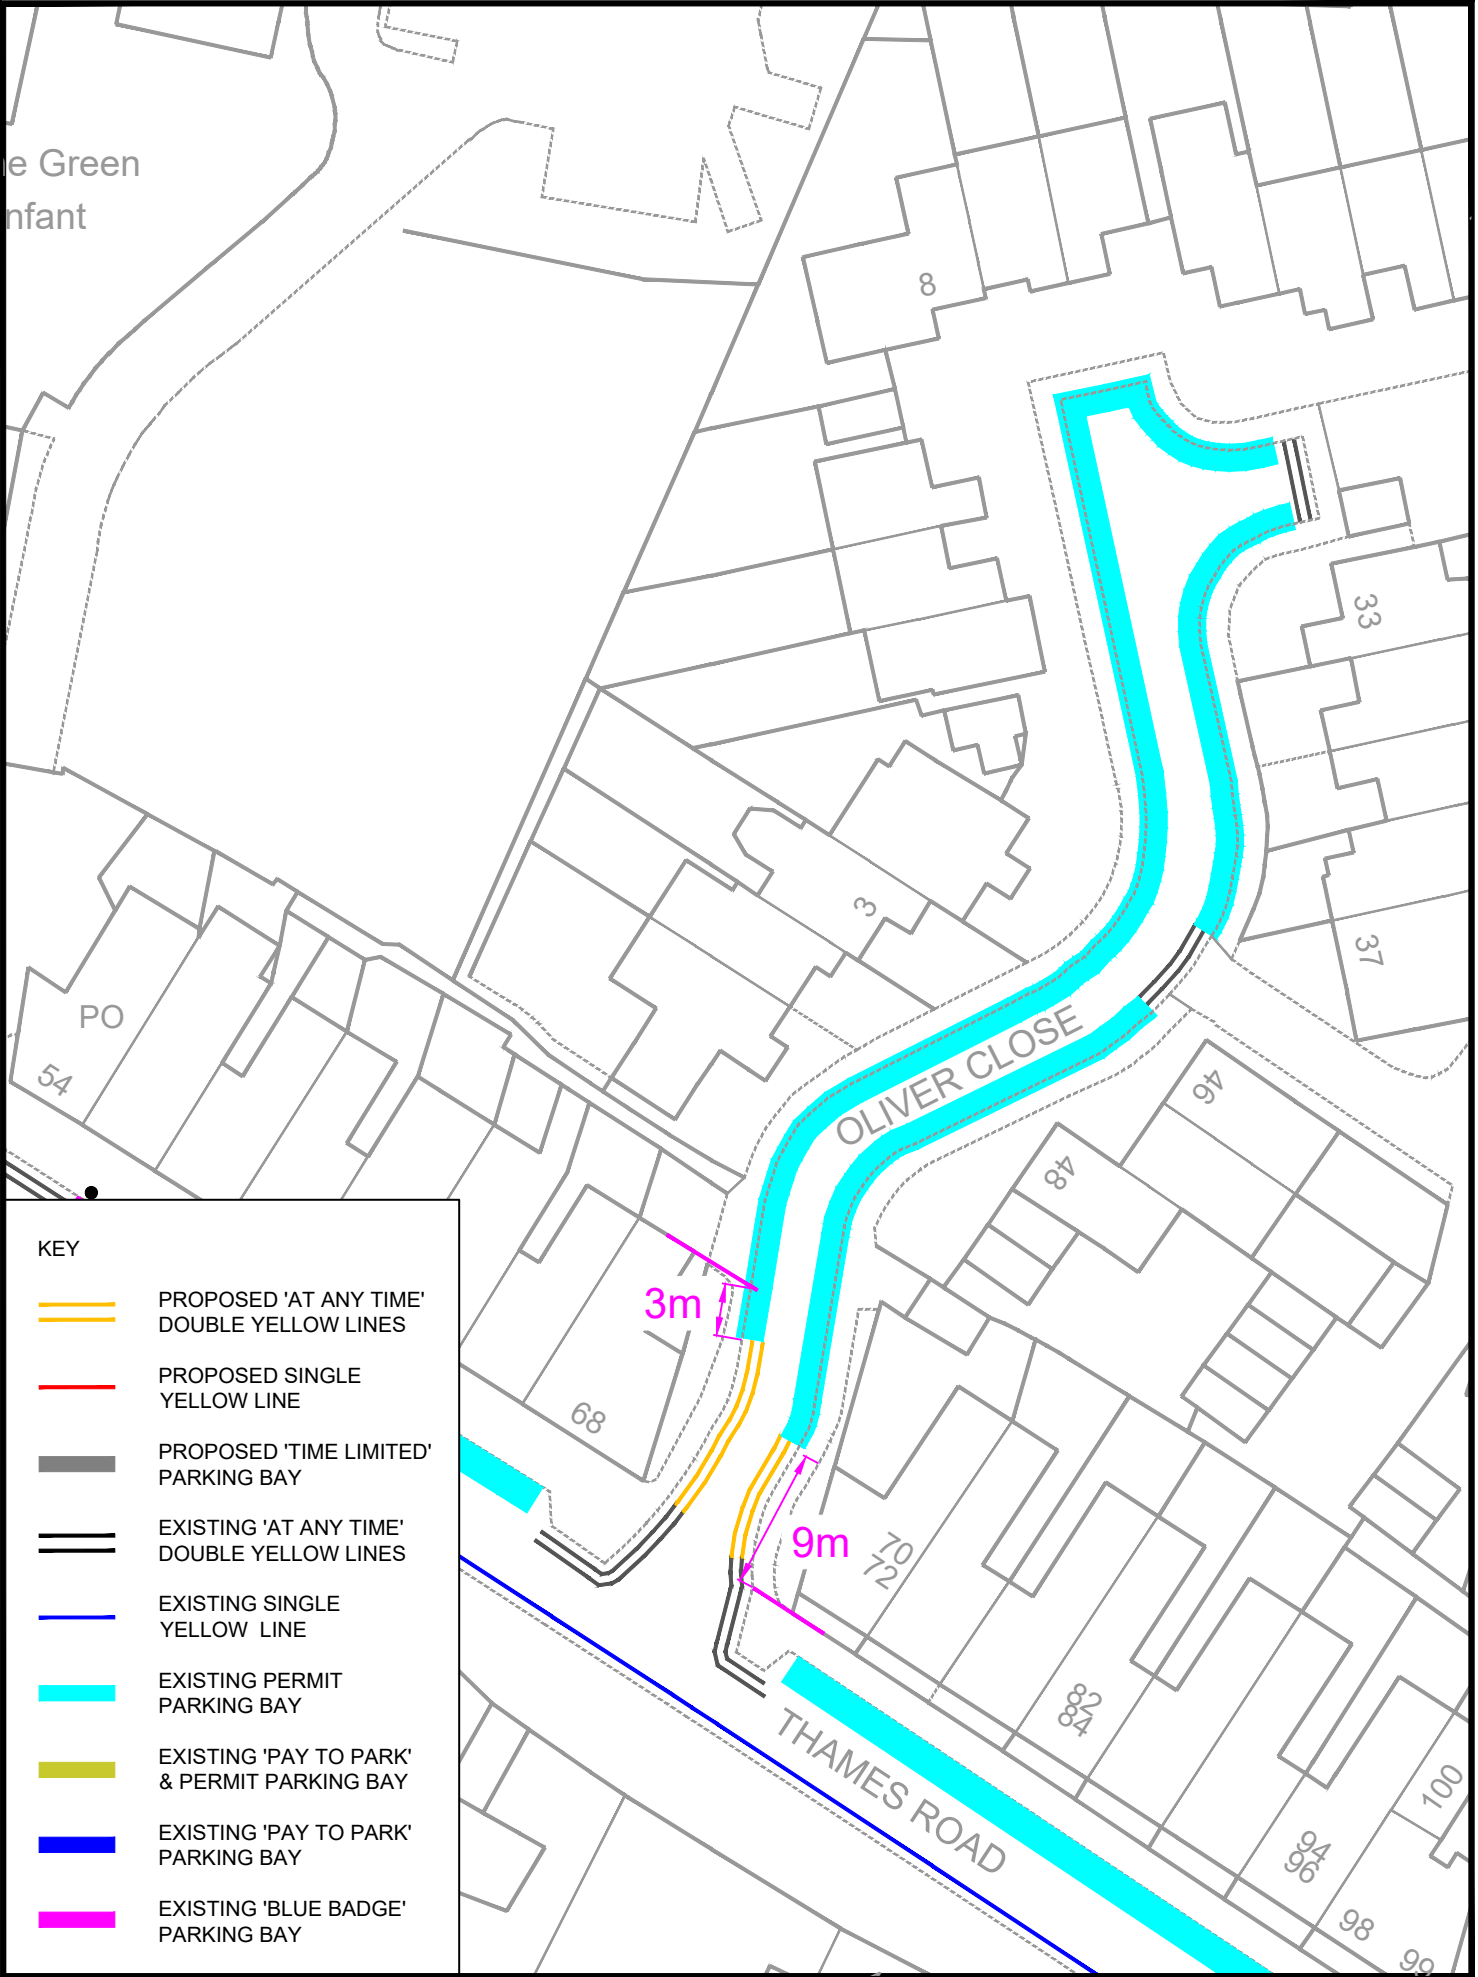 e Green
nfant
8
33
3
37
PO
54
OLIVER CLOSE
46
48
3m
68
9m
70
72
82
84
THAMES ROAD
100
94
96
98
99
KEY
PROPOSED 'AT ANY TIME'
DOUBLE YELLOW LINES
PROPOSED SINGLE
YELLOW LINE
PROPOSED 'TIME LIMITED'
PARKING BAY
EXISTING 'AT ANY TIME'
DOUBLE YELLOW LINES
EXISTING SINGLE
YELLOW LINE
EXISTING PERMIT
PARKING BAY
EXISTING 'PAY TO PARK'
& PERMIT PARKING BAY
EXISTING 'PAY TO PARK'
PARKING BAY
EXISTING 'BLUE BADGE'
PARKING BAY